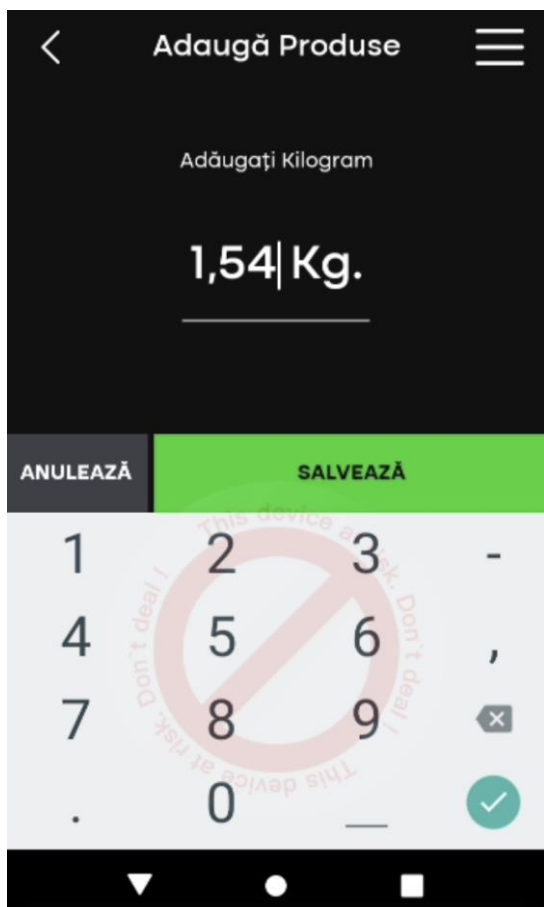 Adaugă Produse
Adăugați Kilogram
1,54 Kg.
ANULEAZĂ SALVEAZĂ
This device at risk. Don't deal !
This device at risk. Don't deal !
1 2 3 -
4 5 6 ,
7 8 9
. 0 _